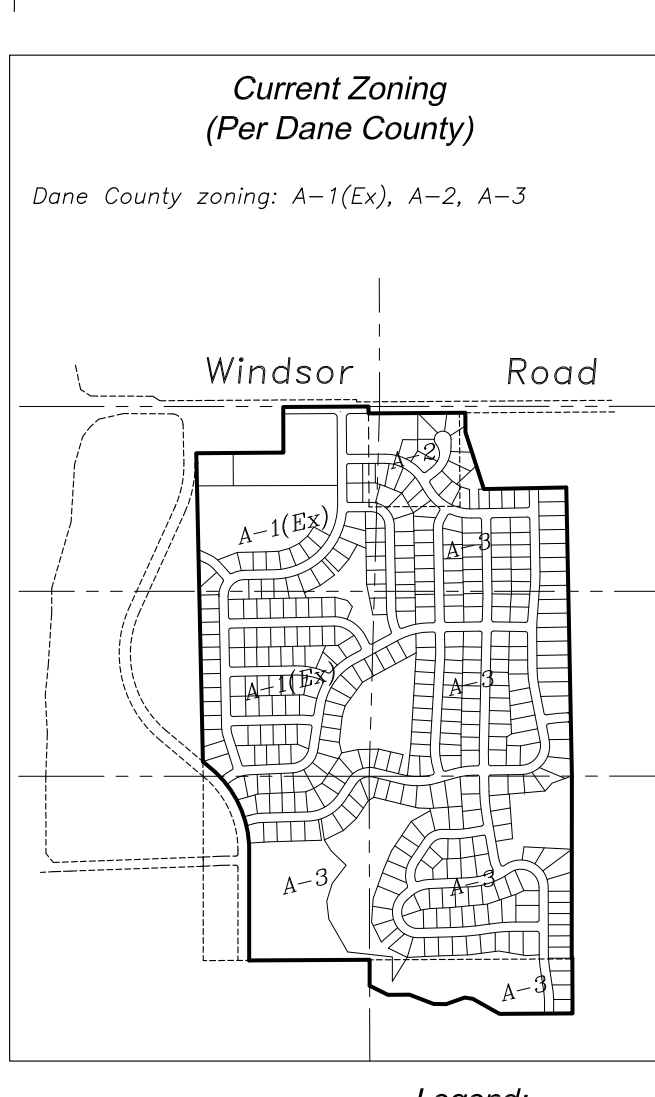 Current Zoning
(Per Dane County)
Dane County zoning: A-1(Ex), A-2, A-3
Windsor Road
A-2
A-1(Ex)
A-3
A-1(Ex)
A-3
A-3
A-3
A-3
Legend: